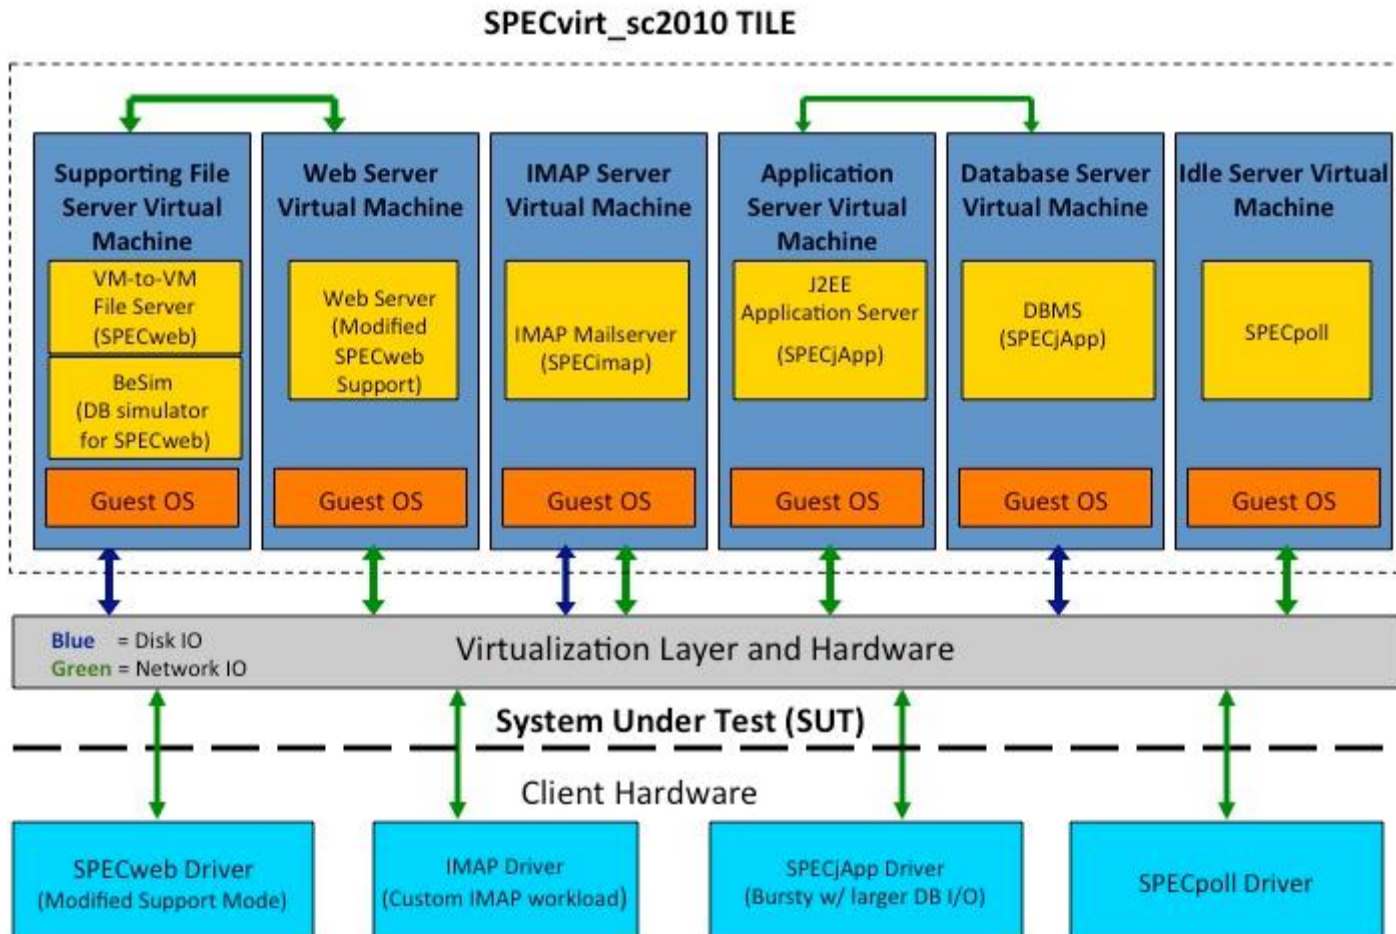 SPECvirt_sc2010 TILE
Supporting File
Server Virtual
Machine
VM-to-VM
File Server
(SPECweb)
BeSim
(DB simulator
for SPECweb)
Guest OS
Web Server
Virtual Machine
Web Server
(Modified
SPECweb
Support)
Guest OS
IMAP Server
Virtual Machine
IMAP Mailserver
(SPECimap)
Guest OS
Application
Server Virtual
Machine
J2EE
Application Server
(SPECjApp)
Guest OS
Database Server
Virtual Machine
DBMS
(SPECjApp)
Guest OS
Idle Server Virtual
Machine
SPECpoll
Guest OS
Blue = Disk IO
Green = Network IO
Virtualization Layer and Hardware
System Under Test (SUT)
Client Hardware
SPECweb Driver
(Modified Support Mode)
IMAP Driver
(Custom IMAP workload)
SPECjApp Driver
(Bursty w/ larger DB I/O)
SPECpoll Driver